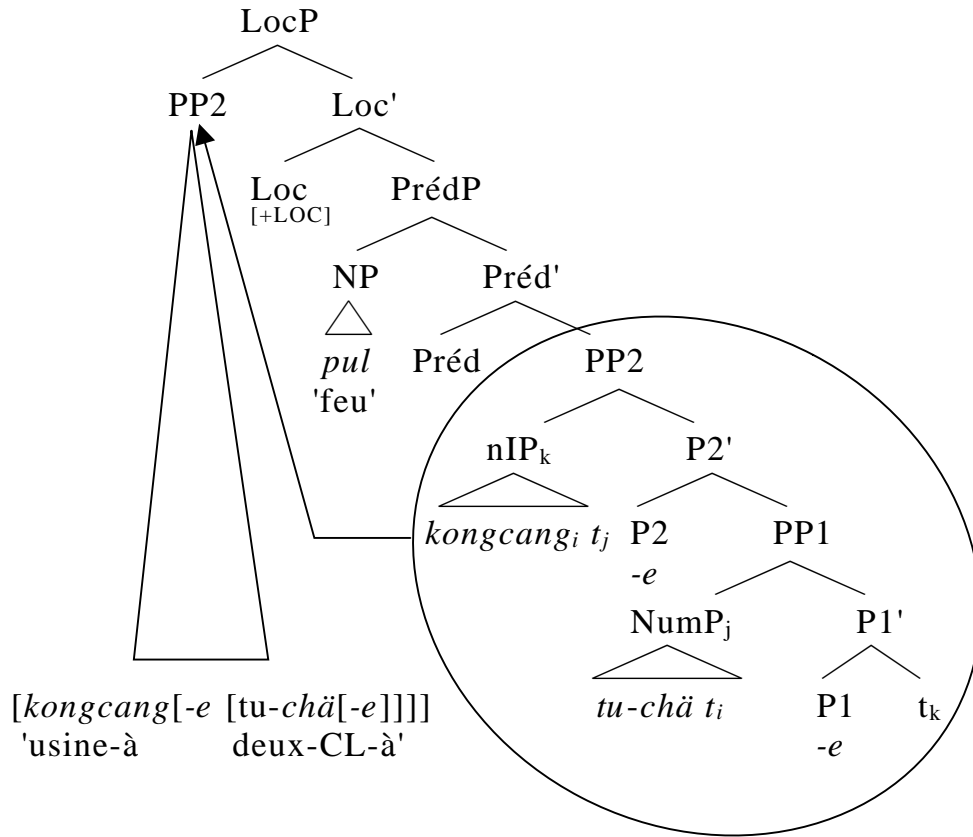 LocP
PP2 Loc'
Loc PrédP
[+LOC]
NP Préd'
pul Préd PP2
'feu'
nIPk P2'
kongcangi tj P2 PP1
-e
NumPj P1'
[kongcang[-e [tu-chä[-e]]]] tu-chä ti P1 tk
'usine-à deux-CL-à' -e